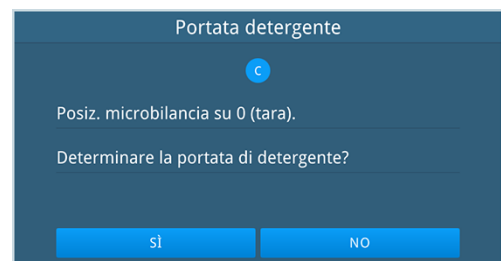 Portata detergente
C
Posiz. microbilancia su 0 (tara).
Determinare la portata di detergente?
SÌ
NO